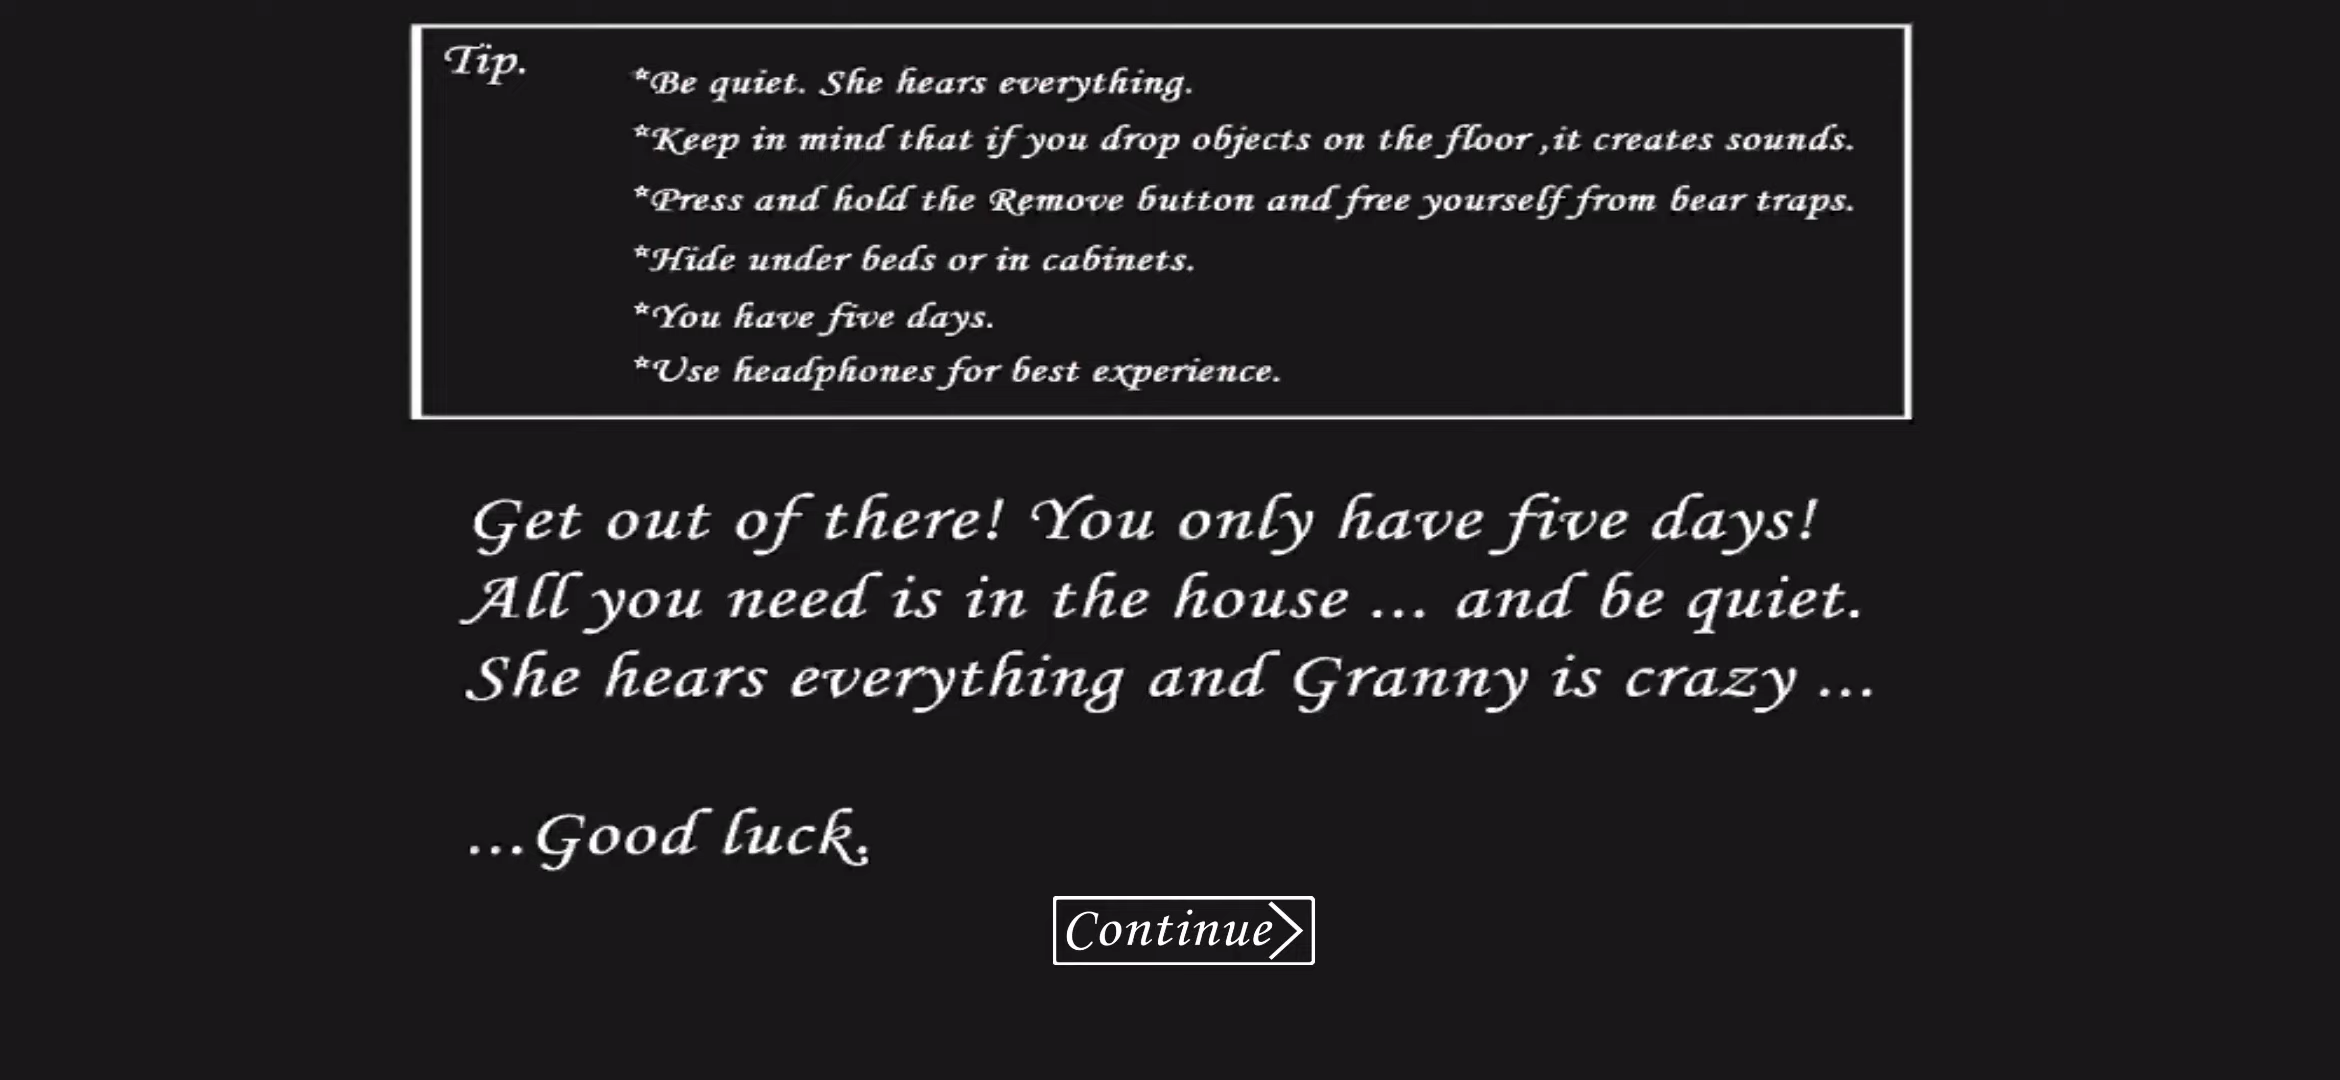 Tip.
*Be quiet. She hears everything.
*Keep in mind that if you drop objects on the floor ,it creates sounds.
*Press and hold the Remove button and free yourself from bear traps.
*Hide under beds or in cabinets.
*You have five days.
*Use headphones for best experience.
Get out of there! You only have five days!
All you need is in the house ... and be quiet.
She hears everything and Granny is crazy ...
...Good luck.
Continue>